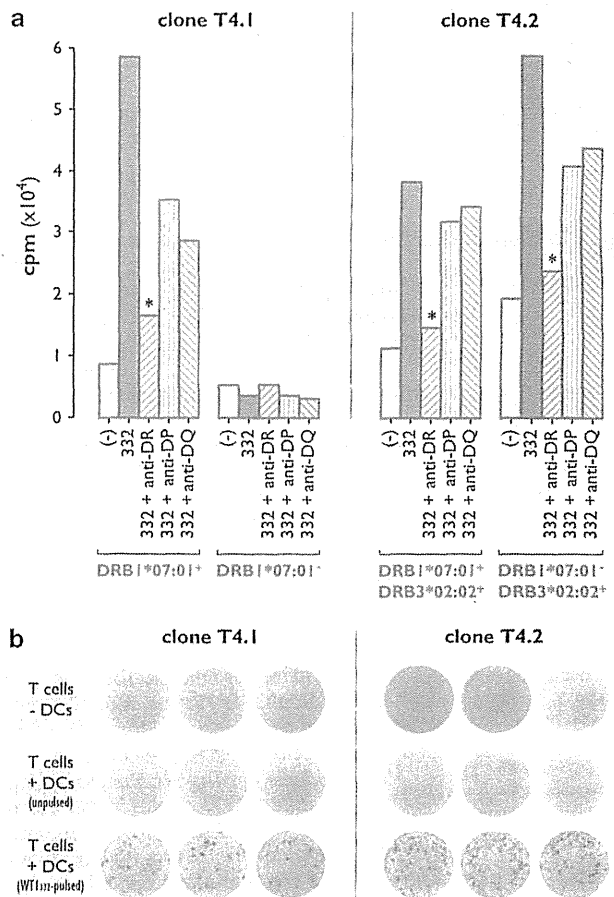 a
clone T4.1
clone T4.2
cpm (x10⁴)
6
5
4
3
2
1
0
*
*
*
(-)
332
332 + anti-DR
332 + anti-DP
332 + anti-DQ
(-)
332
332 + anti-DR
332 + anti-DP
332 + anti-DQ
(-)
332
332 + anti-DR
332 + anti-DP
332 + anti-DQ
(-)
332
332 + anti-DR
332 + anti-DP
332 + anti-DQ
DRB1*07:01⁺
DRB1*07:01⁻
DRB1*07:01⁺
DRB3*02:02⁺
DRB1*07:01⁻
DRB3*02:02⁺
b
clone T4.1
clone T4.2
T cells
- DCs
T cells
+ DCs
(unpulsed)
T cells
+ DCs
(WT1332-pulsed)